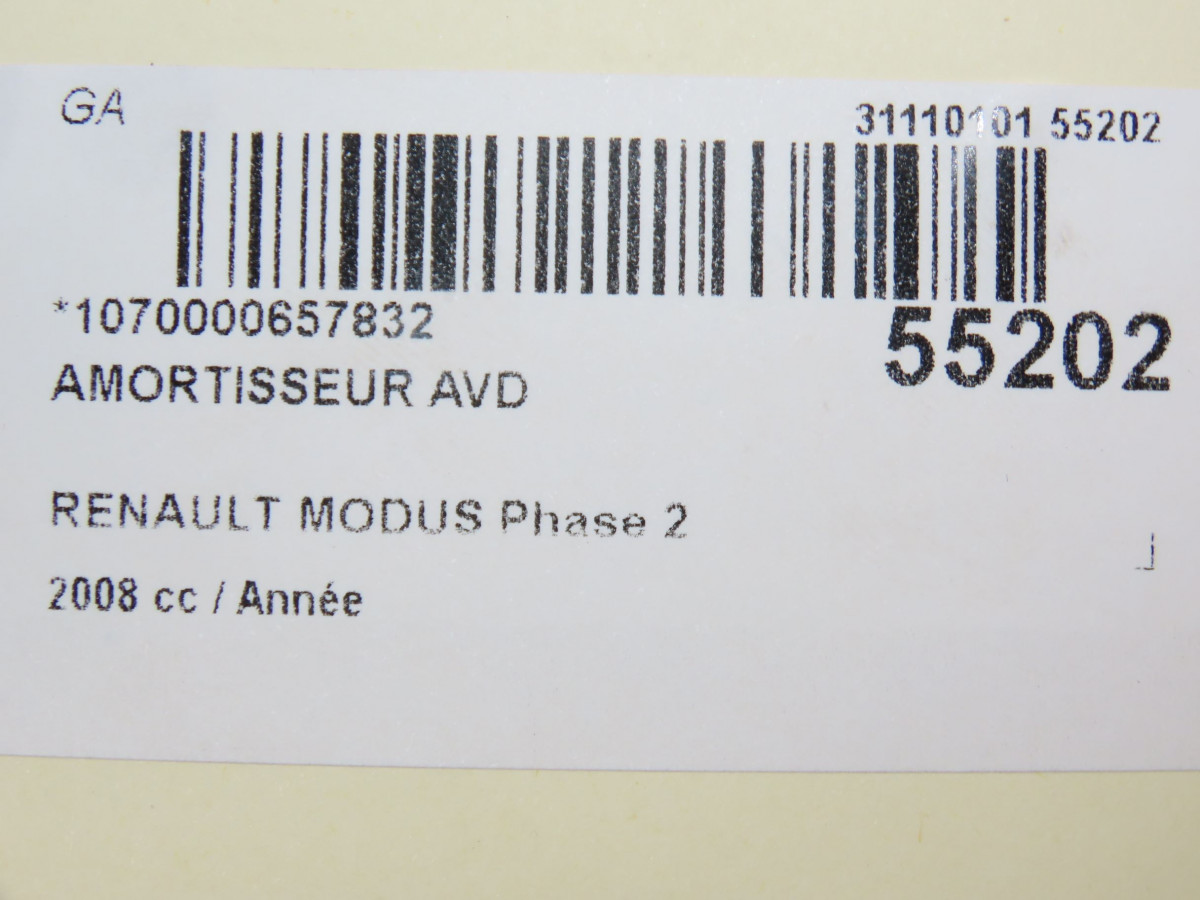 GA
31110101 55202
*1070000657832
55202
AMORTISSEUR AVD
RENAULT MODUS Phase 2
2008 cc / Année